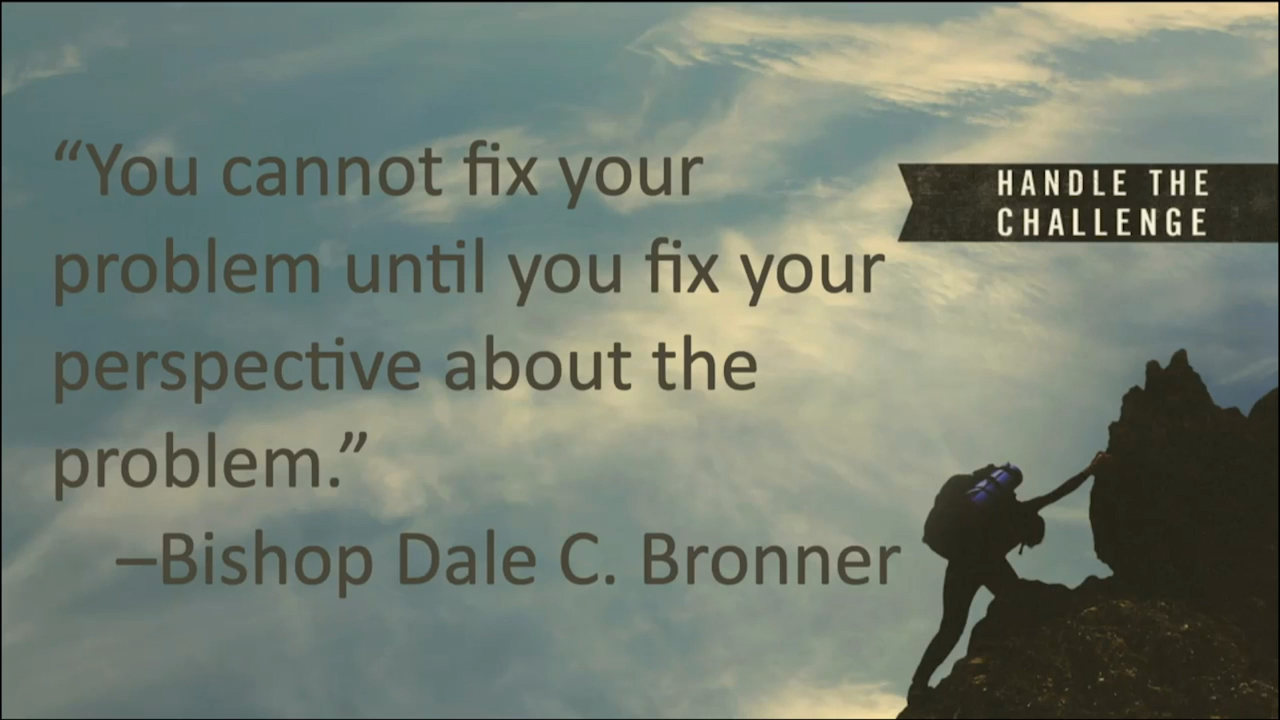 “You cannot fix your
problem until you fix your
perspective about the
problem.”
–Bishop Dale C. Bronner
HANDLE THE
CHALLENGE